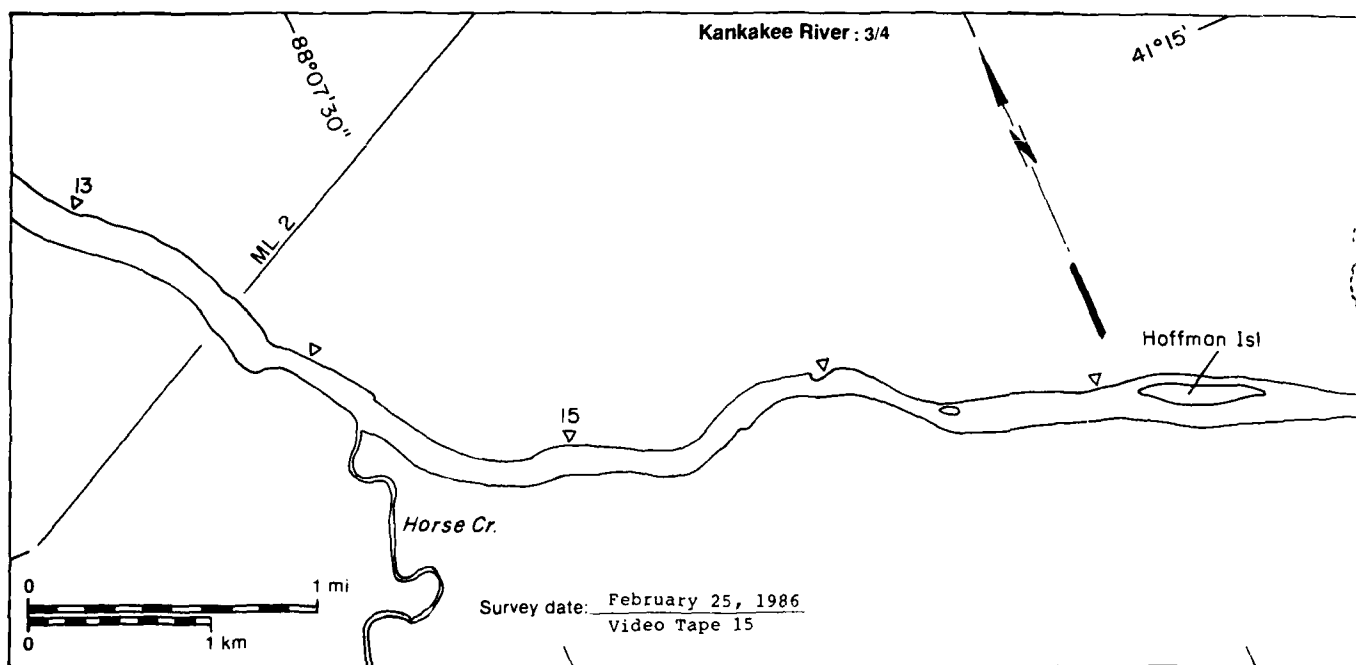 Kankakee River : 3/4
88°07'30"
41°15'
N
13
ML 2
Hoffman Isl
15
Horse Cr.
0 1 mi
0 1 km
Survey date: February 25, 1986
Video Tape 15